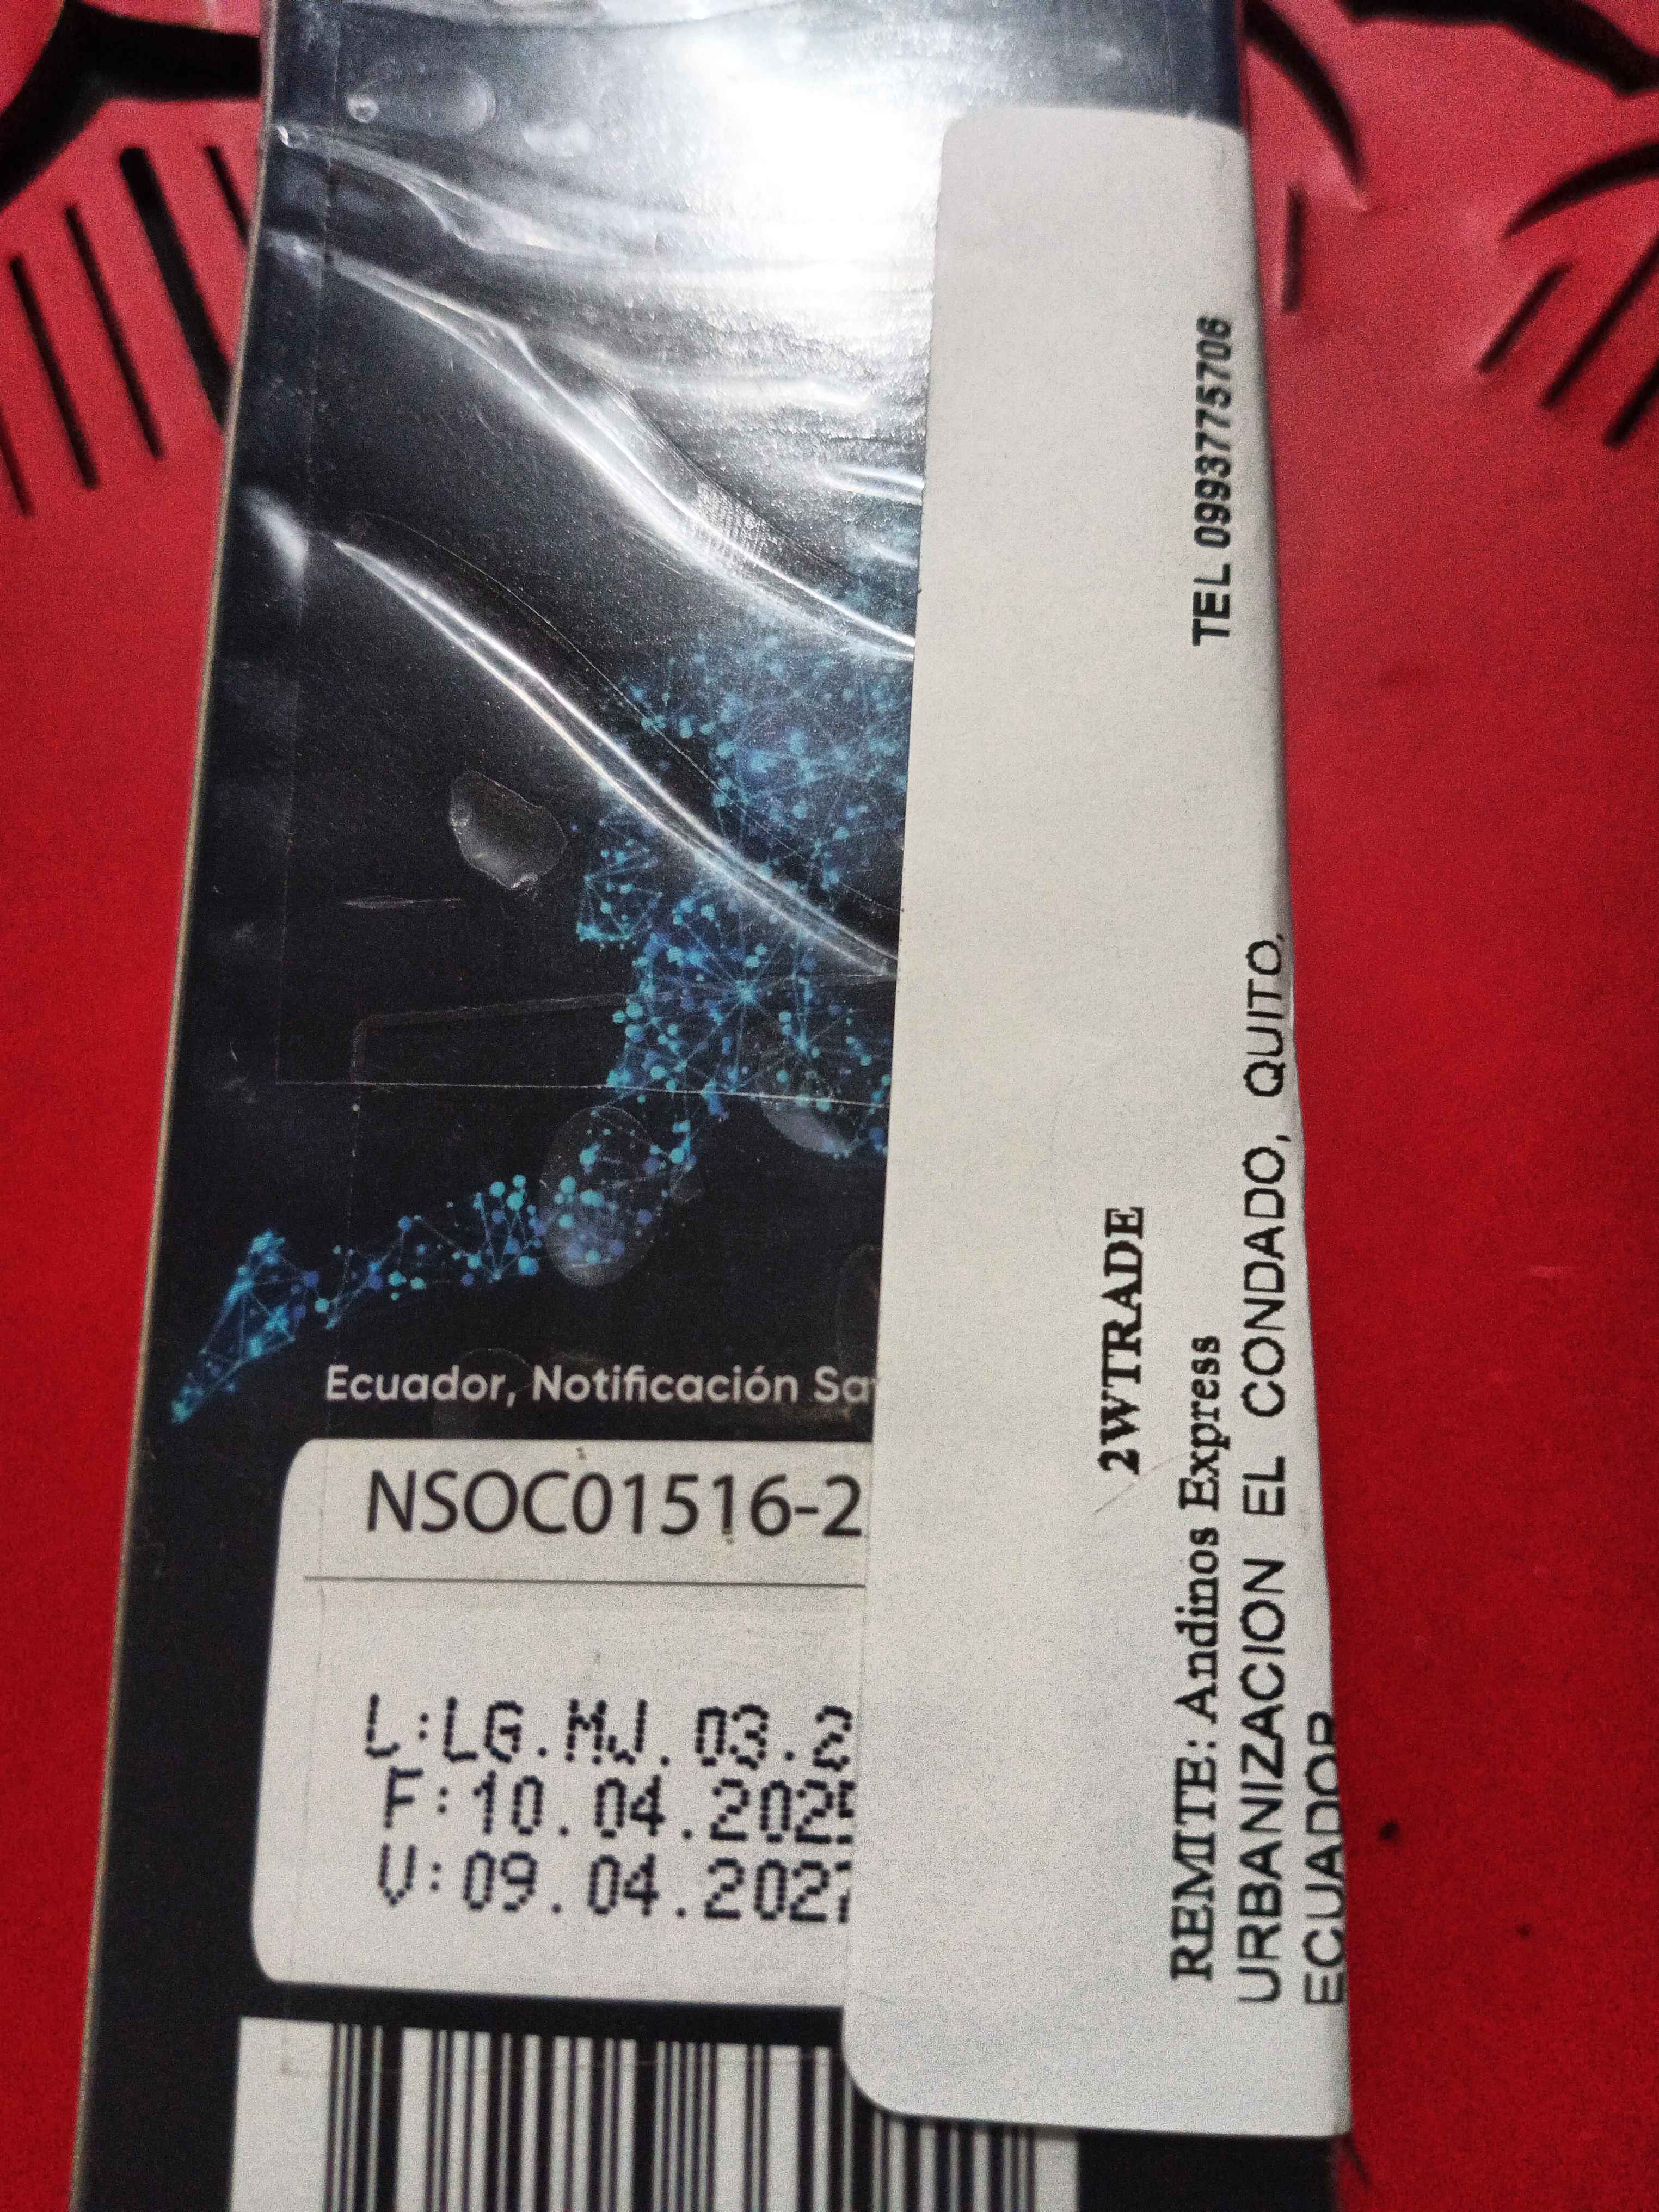 Ecuador, Notificación
NSOC01516-2
L:LG.MJ.03.2
F:10.04.202
V:09.04.202
2WTRADE
REMITE: Andinos Express TEL 0993775706
URBANIZACION EL CONDADO, QUITO,
ECUADOR